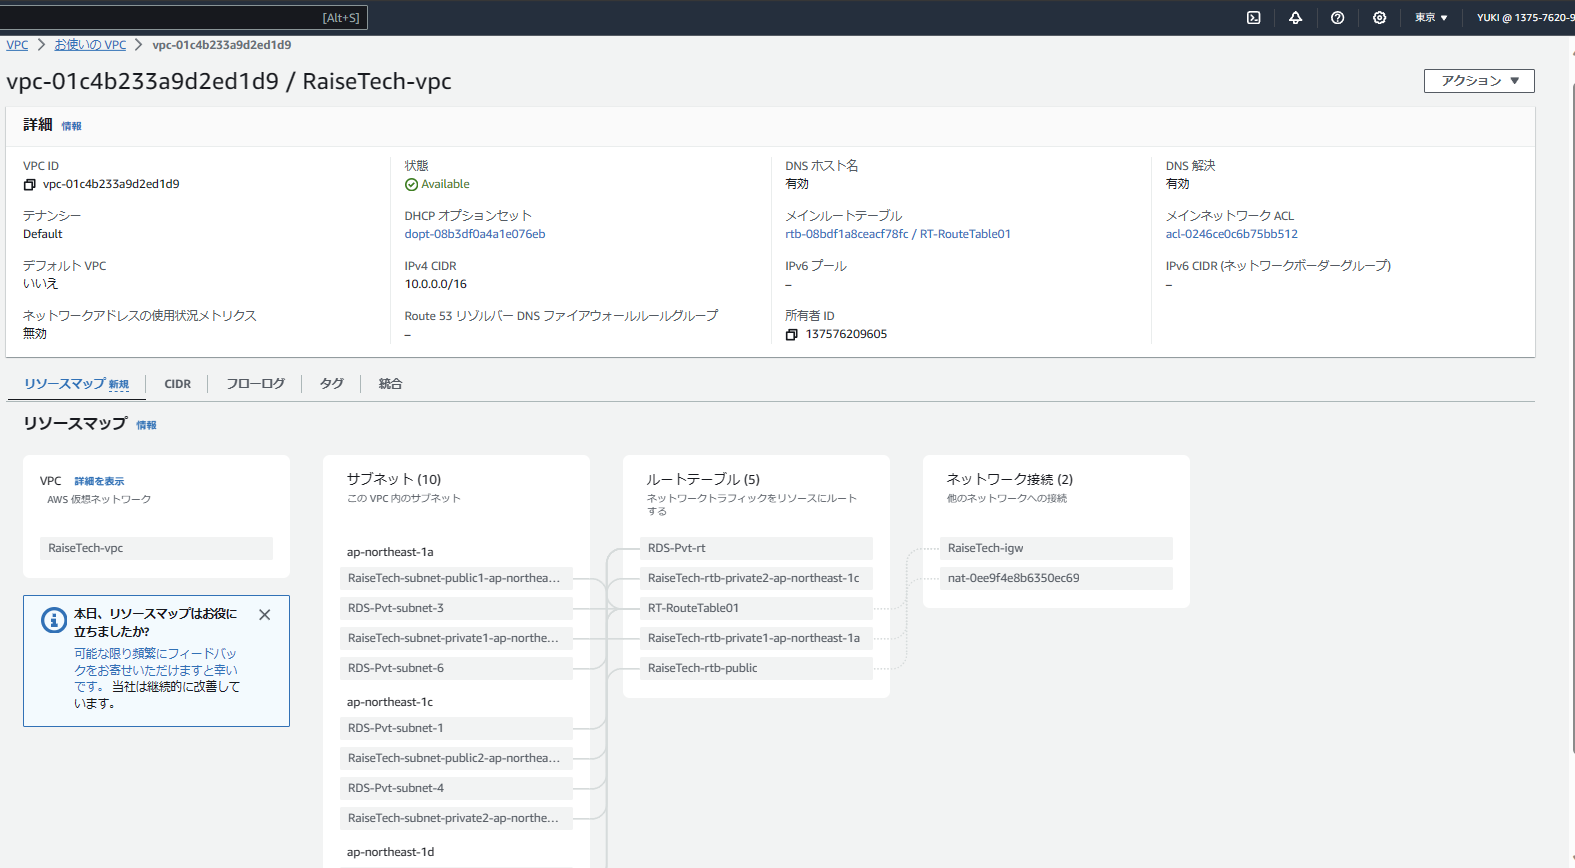 [Alt+S]
東京 ▼
YUKI @ 1375-7620-9
VPC > お使いの VPC > vpc-01c4b233a9d2ed1d9
vpc-01c4b233a9d2ed1d9 / RaiseTech-vpc
アクション ▼
詳細 情報
VPC ID
vpc-01c4b233a9d2ed1d9
状態
Available
DNS ホスト名
有効
DNS 解決
有効
テナンシー
Default
DHCP オプションセット
dopt-08b3df0a4a1e076eb
メインルートテーブル
rtb-08bdf1a8ceacf78fc / RT-RouteTable01
メインネットワーク ACL
acl-0246ce0c6b75bb512
デフォルト VPC
いいえ
IPv4 CIDR
10.0.0.0/16
IPv6 プール
–
IPv6 CIDR (ネットワークボーダーグループ)
–
ネットワークアドレスの使用状況メトリクス
無効
Route 53 リゾルバー DNS ファイアウォールルールグループ
–
所有者 ID
137576209605
リソースマップ 新規
CIDR
フローログ
タグ
統合
リソースマップ 情報
VPC 詳細を表示
AWS 仮想ネットワーク
RaiseTech-vpc
本日、リソースマップはお役に
立ちましたか?
可能な限り頻繁にフィードバッ
クをお寄せいただけますと幸い
です。 当社は継続的に改善して
います。
サブネット (10)
この VPC 内のサブネット
ap-northeast-1a
RaiseTech-subnet-public1-ap-northea...
RDS-Pvt-subnet-3
RaiseTech-subnet-private1-ap-northe...
RDS-Pvt-subnet-6
ap-northeast-1c
RDS-Pvt-subnet-1
RaiseTech-subnet-public2-ap-northea...
RDS-Pvt-subnet-4
RaiseTech-subnet-private2-ap-northe...
ap-northeast-1d
ルートテーブル (5)
ネットワークトラフィックをリソースにルート
する
RDS-Pvt-rt
RaiseTech-rtb-private2-ap-northeast-1c
RT-RouteTable01
RaiseTech-rtb-private1-ap-northeast-1a
RaiseTech-rtb-public
ネットワーク接続 (2)
他のネットワークへの接続
RaiseTech-igw
nat-0ee9f4e8b6350ec69